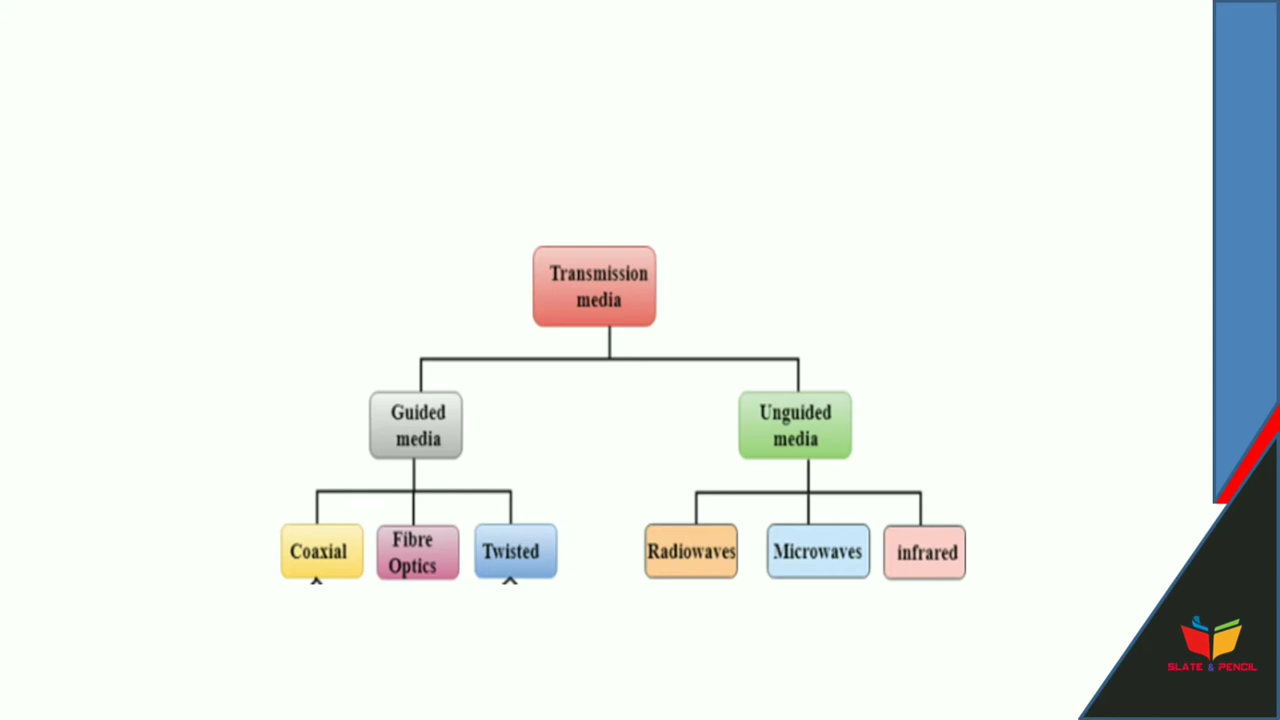 Transmission
media
Guided
media
Unguided
media
Coaxial
Fibre
Optics
Twisted
Radiowaves
Microwaves
infrared
SLATE & PENCIL